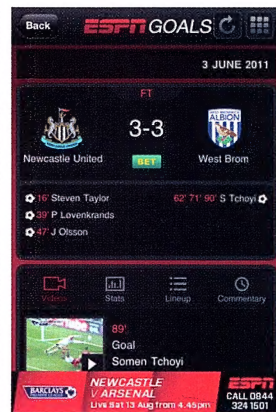 Back ESPN GOALS
3 JUNE 2011
FT
3-3
Newcastle United BET West Brom
16' Steven Taylor 62' 71' 90' S Tchoyi
39' P Lovenkrands
47' J Olsson
Videos Stats Lineup Commentary
89'
Goal
Somen Tchoyi
BARCLAYS PREMIER LEAGUE
NEWCASTLE
V ARSENAL
Live Sat 13 Aug from 4.45pm
ESPN
CALL 0844
324 1501